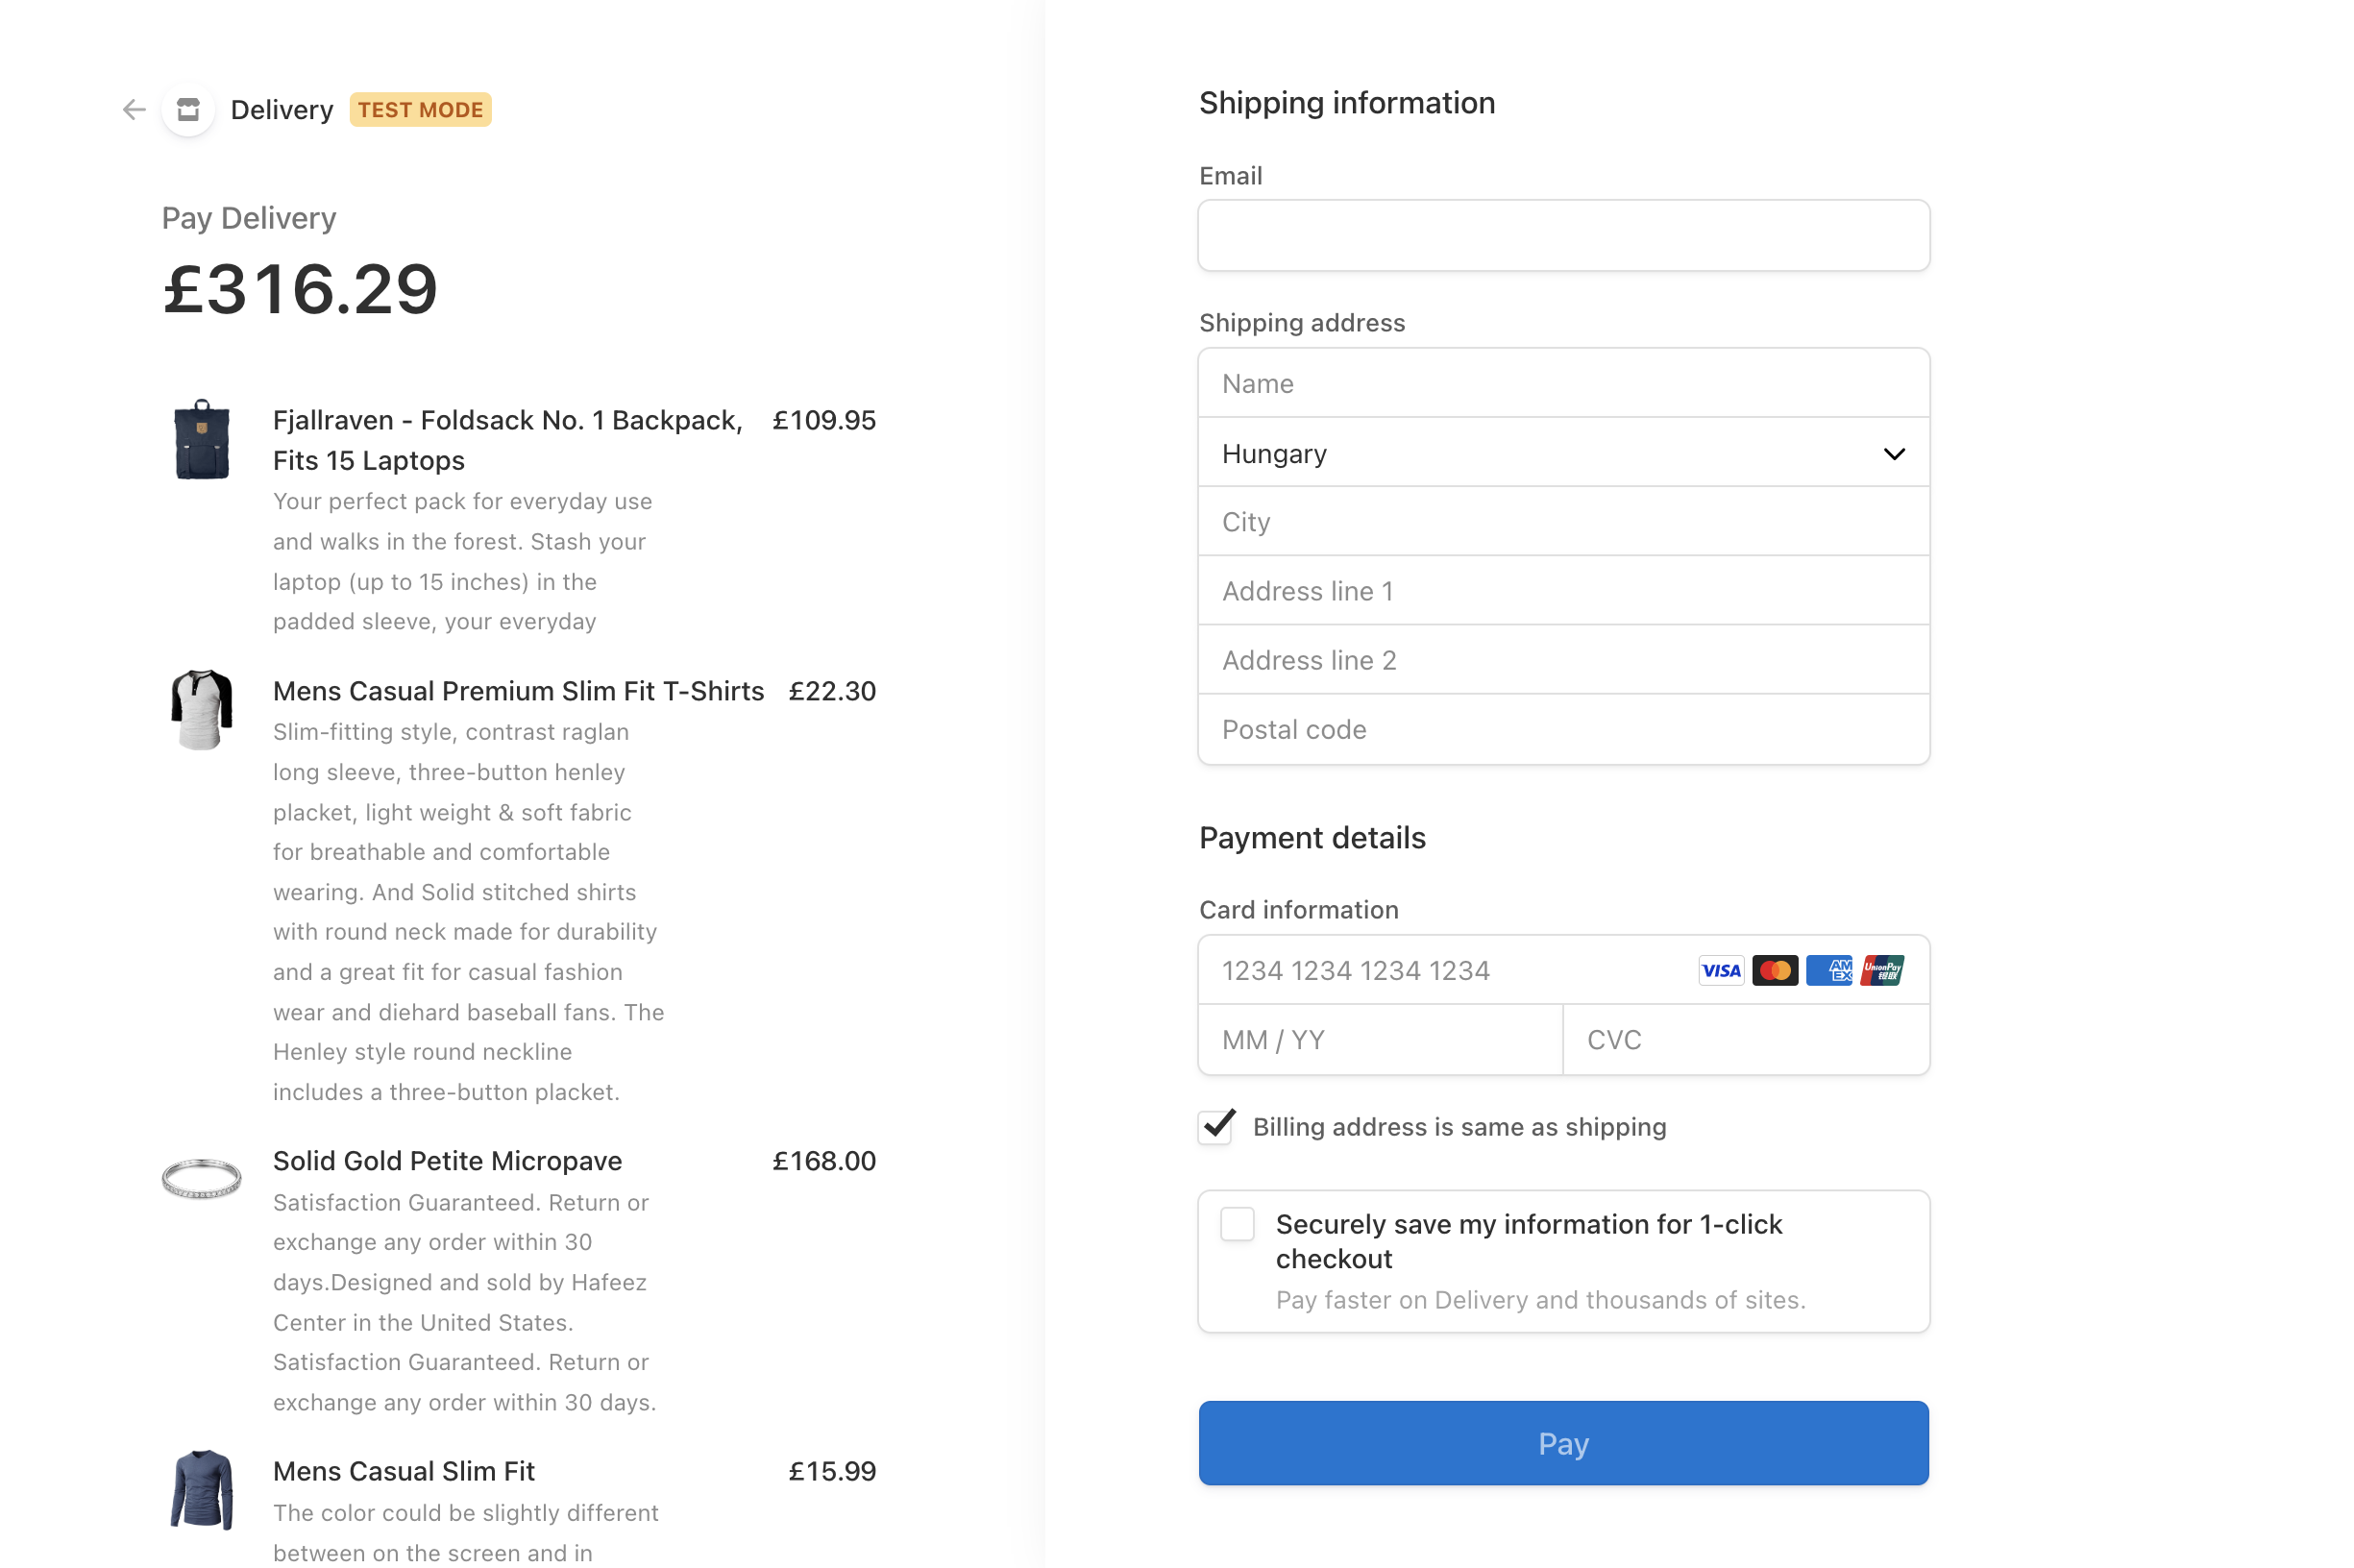 Delivery TEST MODE
Pay Delivery
£316.29
Fjallraven - Foldsack No. 1 Backpack, £109.95
Fits 15 Laptops
Your perfect pack for everyday use
and walks in the forest. Stash your
laptop (up to 15 inches) in the
padded sleeve, your everyday
Mens Casual Premium Slim Fit T-Shirts £22.30
Slim-fitting style, contrast raglan
long sleeve, three-button henley
placket, light weight & soft fabric
for breathable and comfortable
wearing. And Solid stitched shirts
with round neck made for durability
and a great fit for casual fashion
wear and diehard baseball fans. The
Henley style round neckline
includes a three-button placket.
Solid Gold Petite Micropave £168.00
Satisfaction Guaranteed. Return or
exchange any order within 30
days.Designed and sold by Hafeez
Center in the United States.
Satisfaction Guaranteed. Return or
exchange any order within 30 days.
Mens Casual Slim Fit £15.99
The color could be slightly different
between on the screen and in
Shipping information
Email
Shipping address
Name
Hungary
City
Address line 1
Address line 2
Postal code
Payment details
Card information
1234 1234 1234 1234 VISA AM EX UnionPay 银联
MM / YY CVC
Billing address is same as shipping
Securely save my information for 1-click
checkout
Pay faster on Delivery and thousands of sites.
Pay